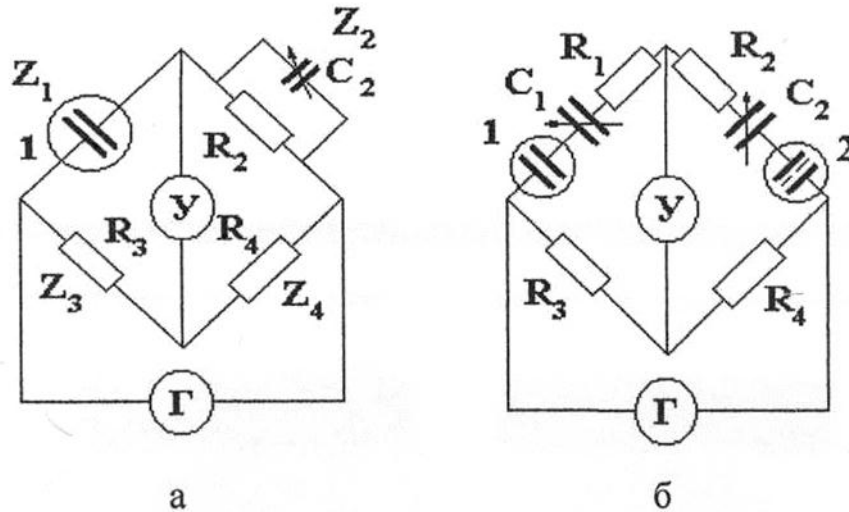 Z₁
1
Z₂
C₂
R₂
У
R₃
R₄
Z₃
Z₄
Г
а
R₁
R₂
C₁
C₂
1
2
У
R₃
R₄
Г
б